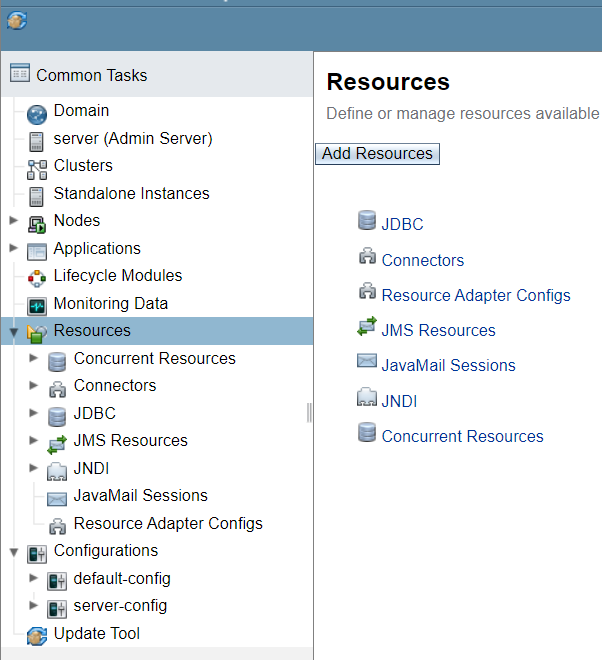 Common Tasks
Domain
server (Admin Server)
Clusters
Standalone Instances
Nodes
Applications
Lifecycle Modules
Monitoring Data
Resources
Concurrent Resources
Connectors
JDBC
JMS Resources
JNDI
JavaMail Sessions
Resource Adapter Configs
Configurations
default-config
server-config
Update Tool
Resources
Define or manage resources available
Add Resources
JDBC
Connectors
Resource Adapter Configs
JMS Resources
JavaMail Sessions
JNDI
Concurrent Resources